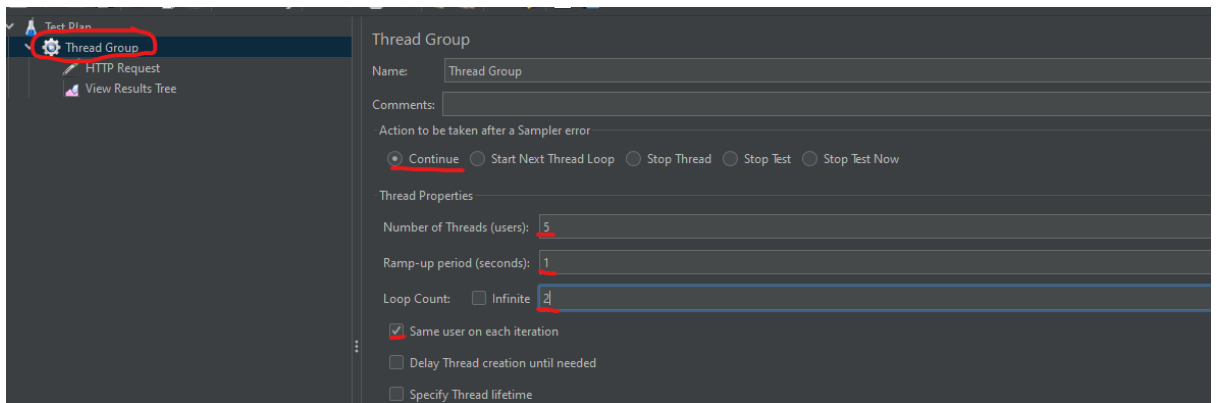 Test Plan
Thread Group
HTTP Request
View Results Tree
Thread Group
Name: Thread Group
Comments:
Action to be taken after a Sampler error
Continue Start Next Thread Loop Stop Thread Stop Test Stop Test Now
Thread Properties
Number of Threads (users): 5
Ramp-up period (seconds): 1
Loop Count: Infinite 2
Same user on each iteration
Delay Thread creation until needed
Specify Thread lifetime